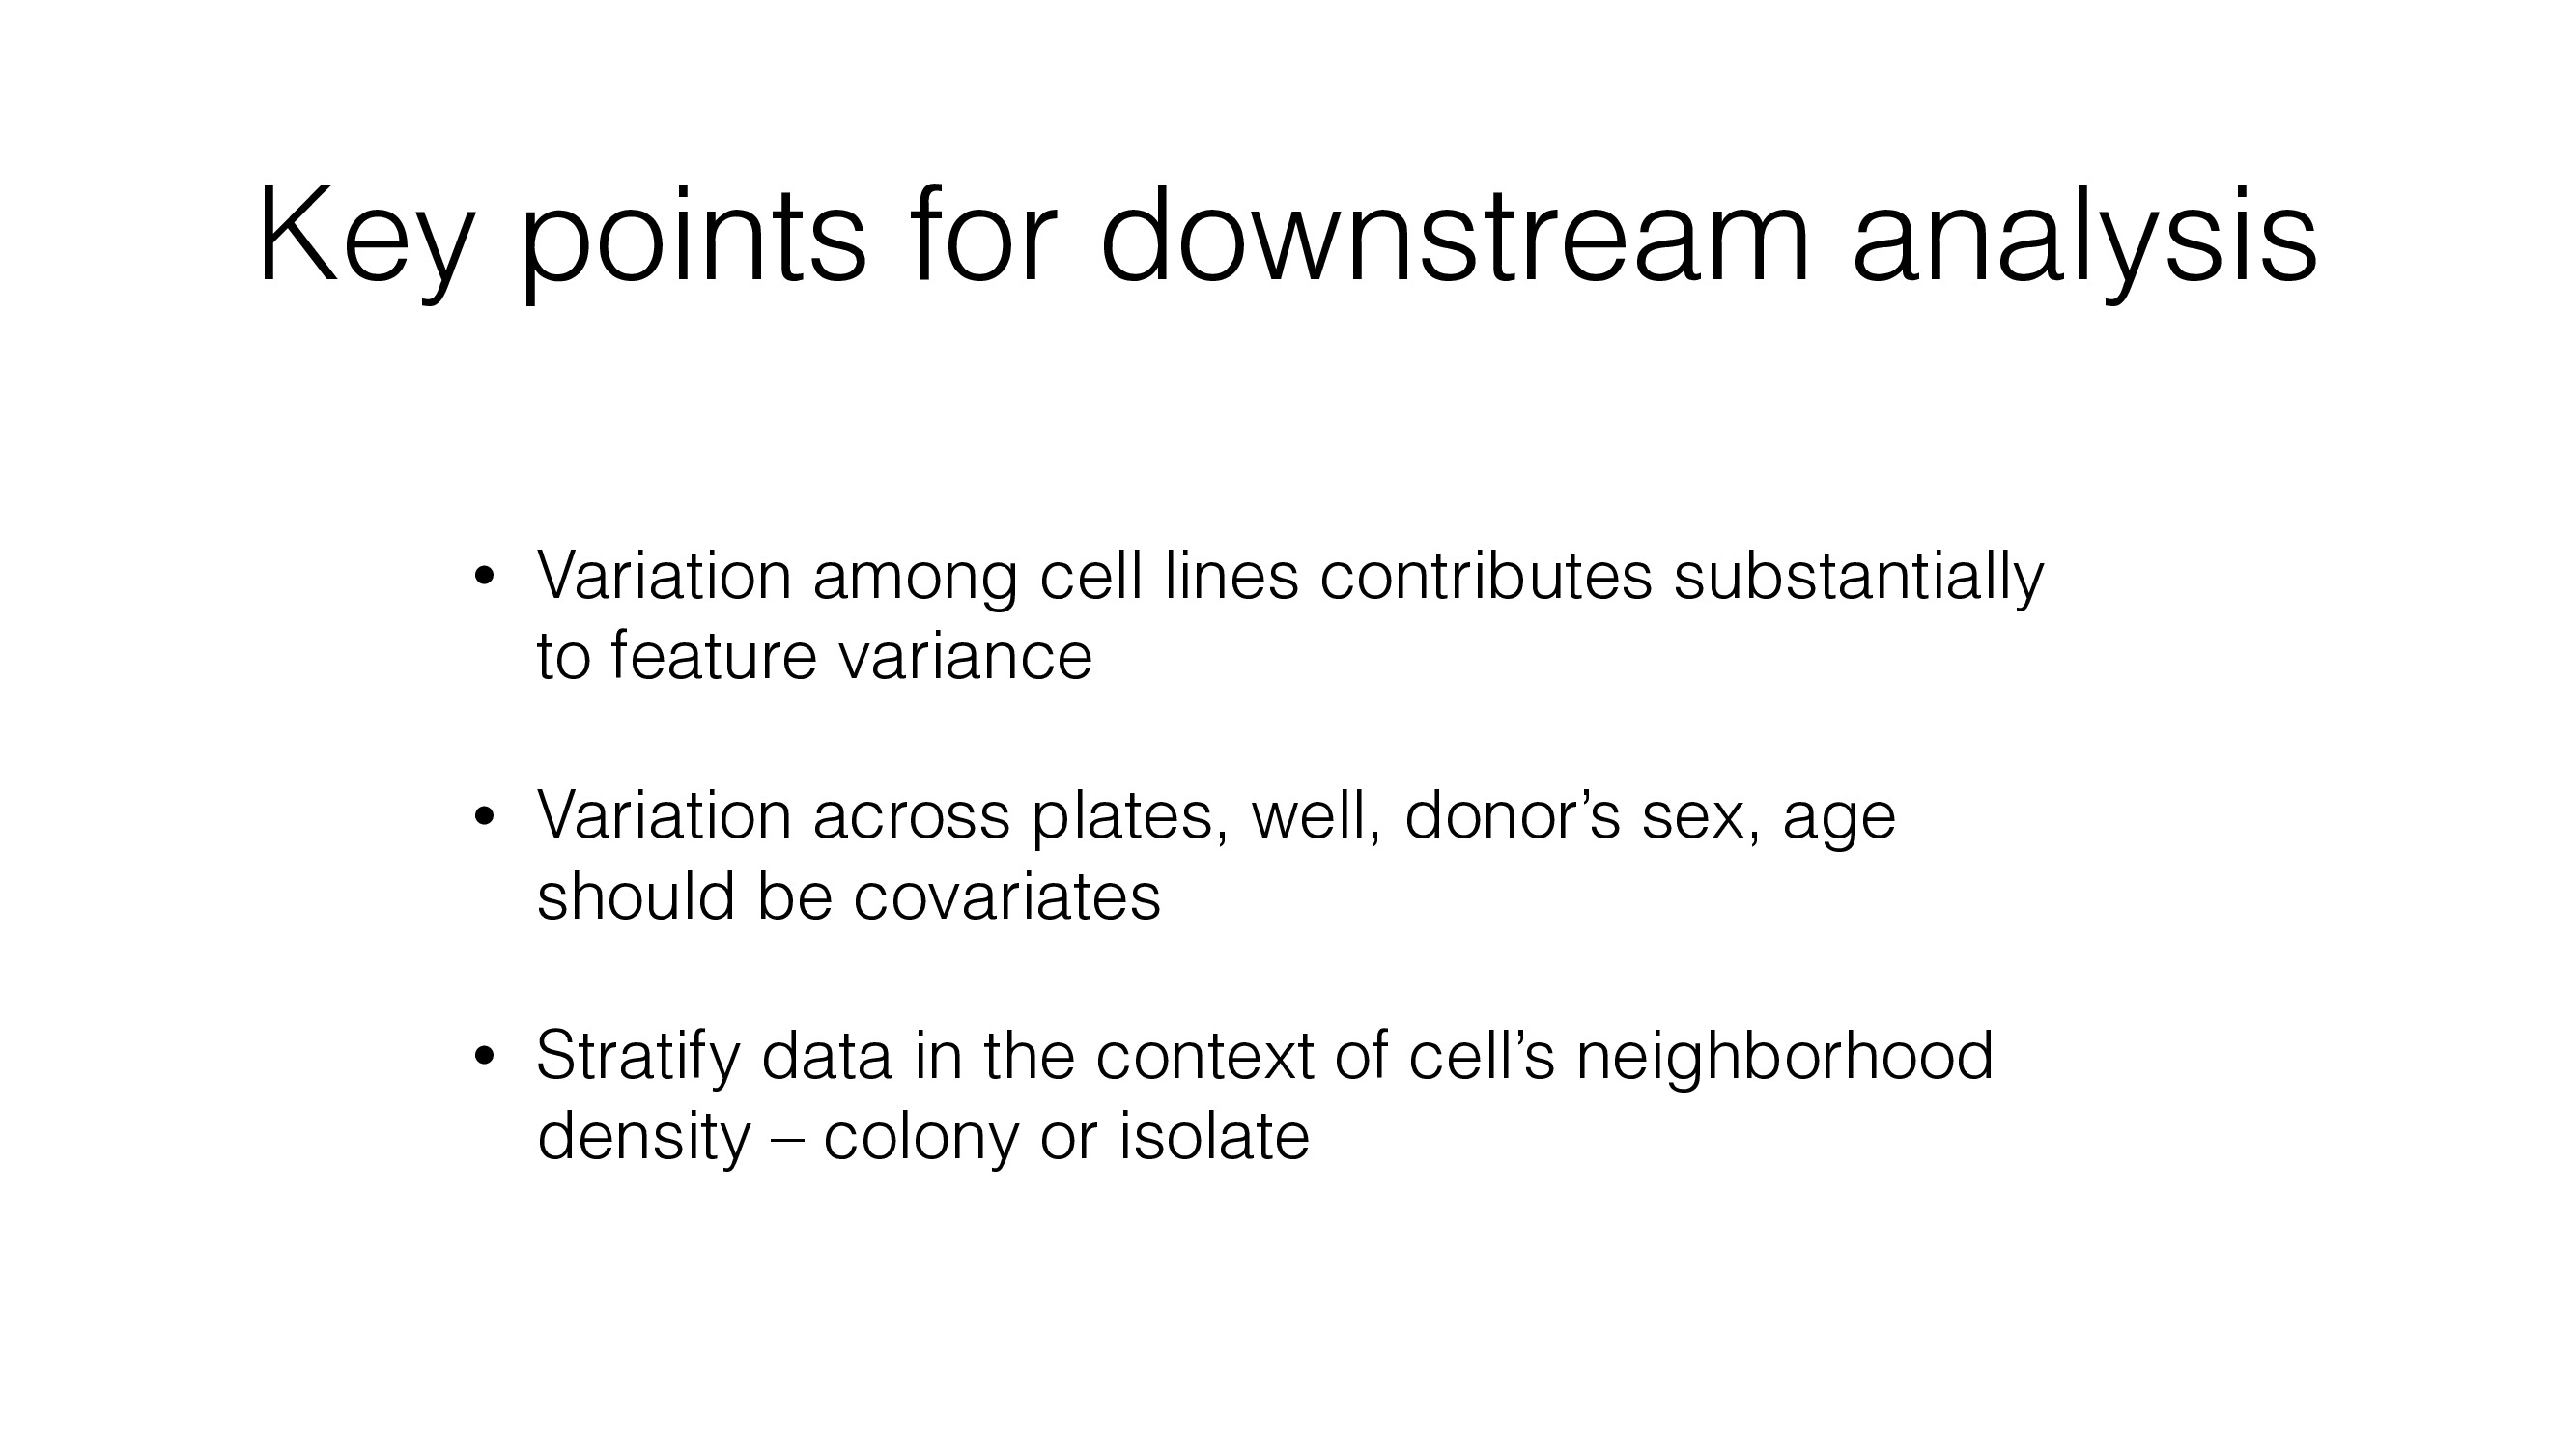 Key points for downstream analysis
• Variation among cell lines contributes substantially
to feature variance
• Variation across plates, well, donor’s sex, age
should be covariates
• Stratify data in the context of cell’s neighborhood
density – colony or isolate